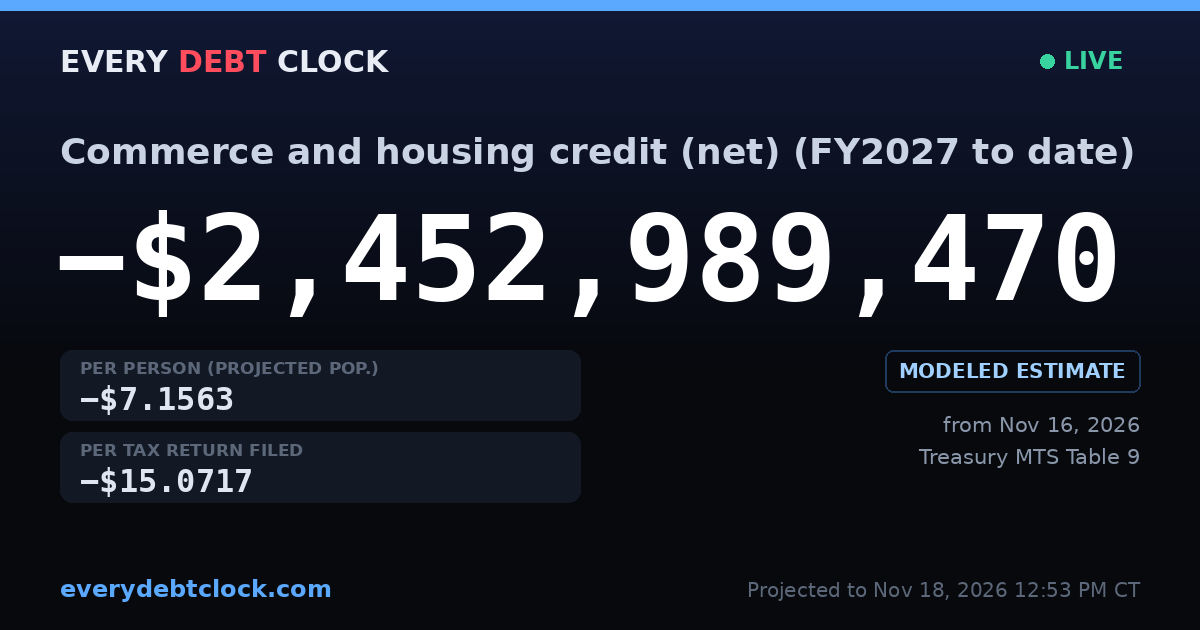 EVERY DEBT CLOCK
LIVE
Commerce and housing credit (net) (FY2027 to date)
−$2,452,989,470
PER PERSON (PROJECTED POP.)
−$7.1563
PER TAX RETURN FILED
−$15.0717
MODELED ESTIMATE
from Nov 16, 2026
Treasury MTS Table 9
everydebtclock.com
Projected to Nov 18, 2026 12:53 PM CT